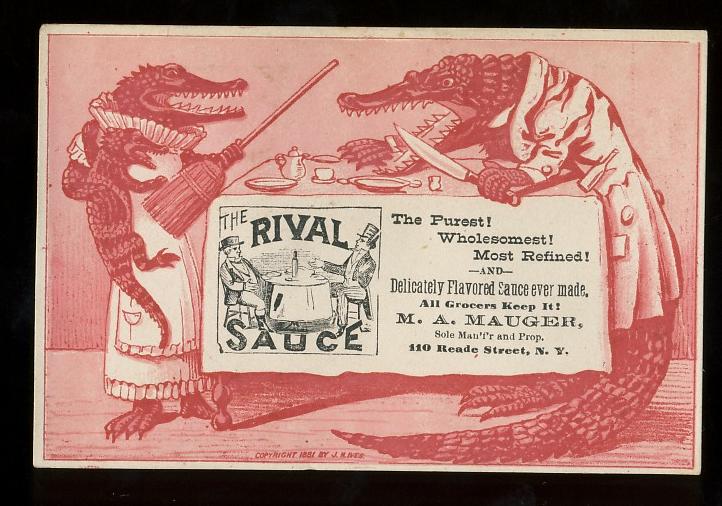 THE
RIVAL
SAUCE
The Purest!
Wholesomest!
Most Refined!
—AND—
Delicately Flavored Sauce ever made.
All Grocers Keep It!
M. A. MAUGER,
Sole Man'f'r and Prop.
110 Reade Street, N. Y.
COPYRIGHT 1881 BY J. H. IVES